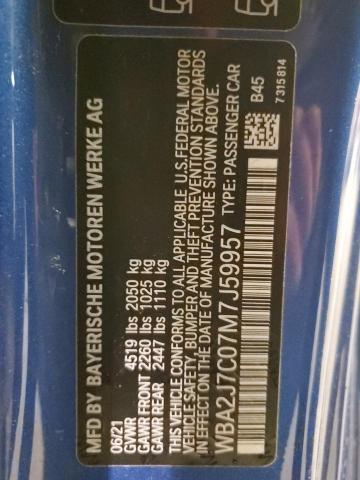 MFD BY BAYERISCHE MOTOREN WERKE AG
06/21
GVWR 4519 lbs 2050 kg
GAWR FRONT 2260 lbs 1025 kg
GAWR REAR 2447 lbs 1110 kg
THIS VEHICLE CONFORMS TO ALL APPLICABLE U.S.FEDERAL MOTOR
VEHICLE SAFETY, BUMPER AND THEFT PREVENTION STANDARDS
IN EFFECT ON THE DATE OF MANUFACTURE SHOWN ABOVE.
WBA2J7C07M7J59957 TYPE: PASSENGER CAR
B45
7 315 814